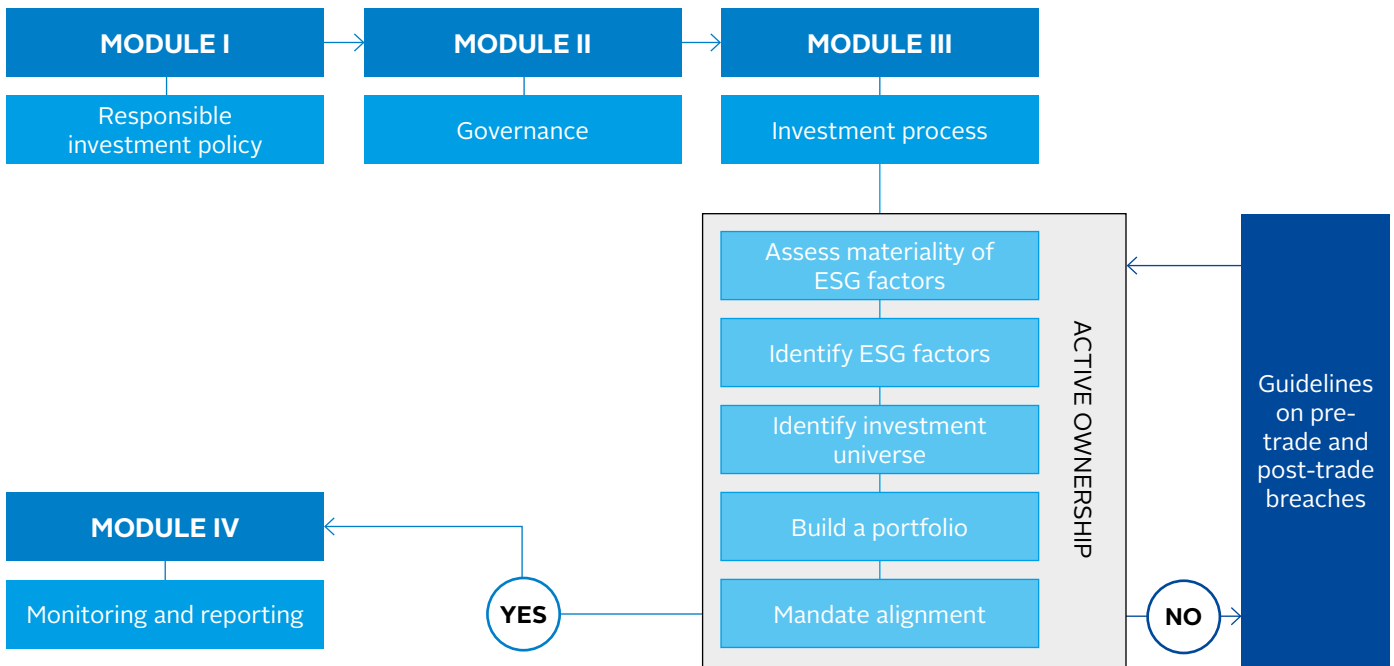 MODULE I
MODULE II
MODULE III
Responsible
investment policy
Governance
Investment process
Assess materiality of
ESG factors
Identify ESG factors
Identify investment
universe
Build a portfolio
Mandate alignment
ACTIVE OWNERSHIP
Guidelines
on pre-
trade and
post-trade
breaches
NO
YES
MODULE IV
Monitoring and reporting